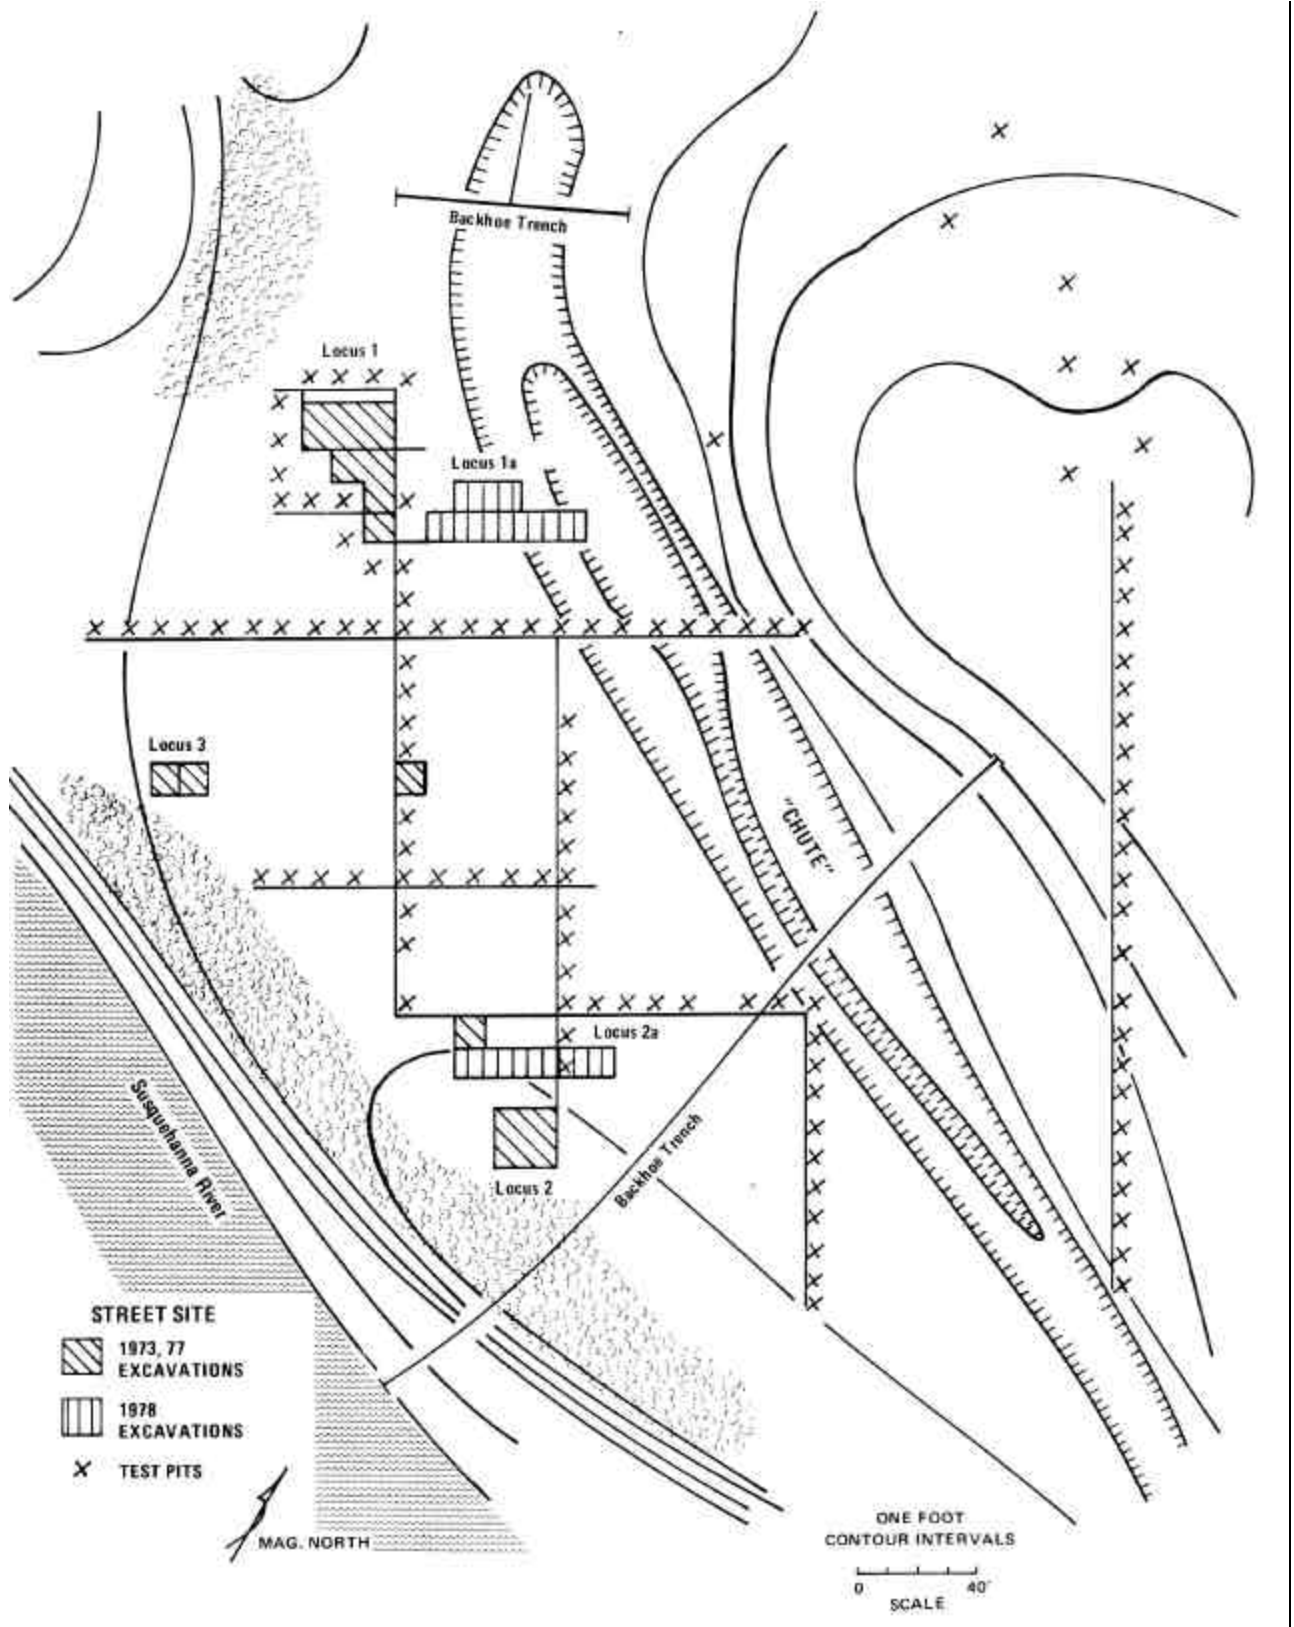 Backhoe Trench
Locus 1
Locus 1a
Locus 3
"CHUTE"
Locus 2a
Susquehanna River
Backhoe Trench
Locus 2
STREET SITE
1973, 77
EXCAVATIONS
1978
EXCAVATIONS
X TEST PITS
MAG. NORTH
ONE FOOT
CONTOUR INTERVALS
0 40'
SCALE